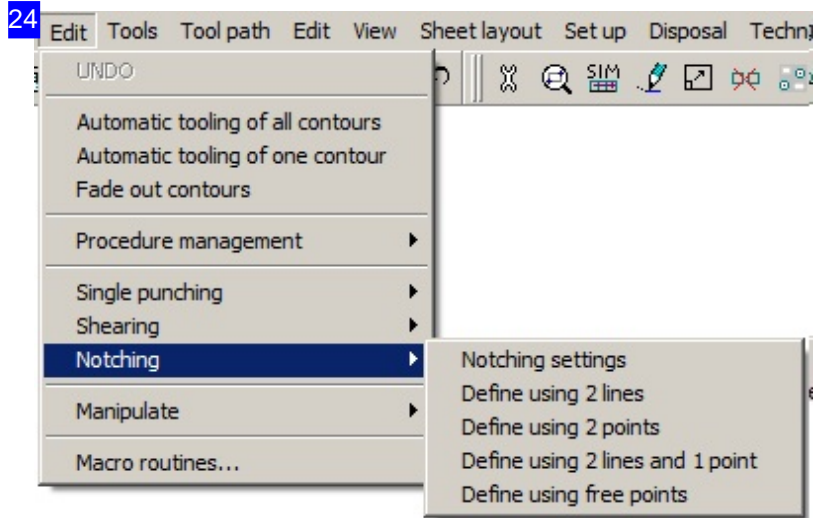 24
Edit Tools Tool path Edit View Sheet layout Set up Disposal
SIM
UNDO
Automatic tooling of all contours
Automatic tooling of one contour
Fade out contours
Procedure management
Single punching
Shearing
Notching
Manipulate
Macro routines...
Notching settings
Define using 2 lines
Define using 2 points
Define using 2 lines and 1 point
Define using free points